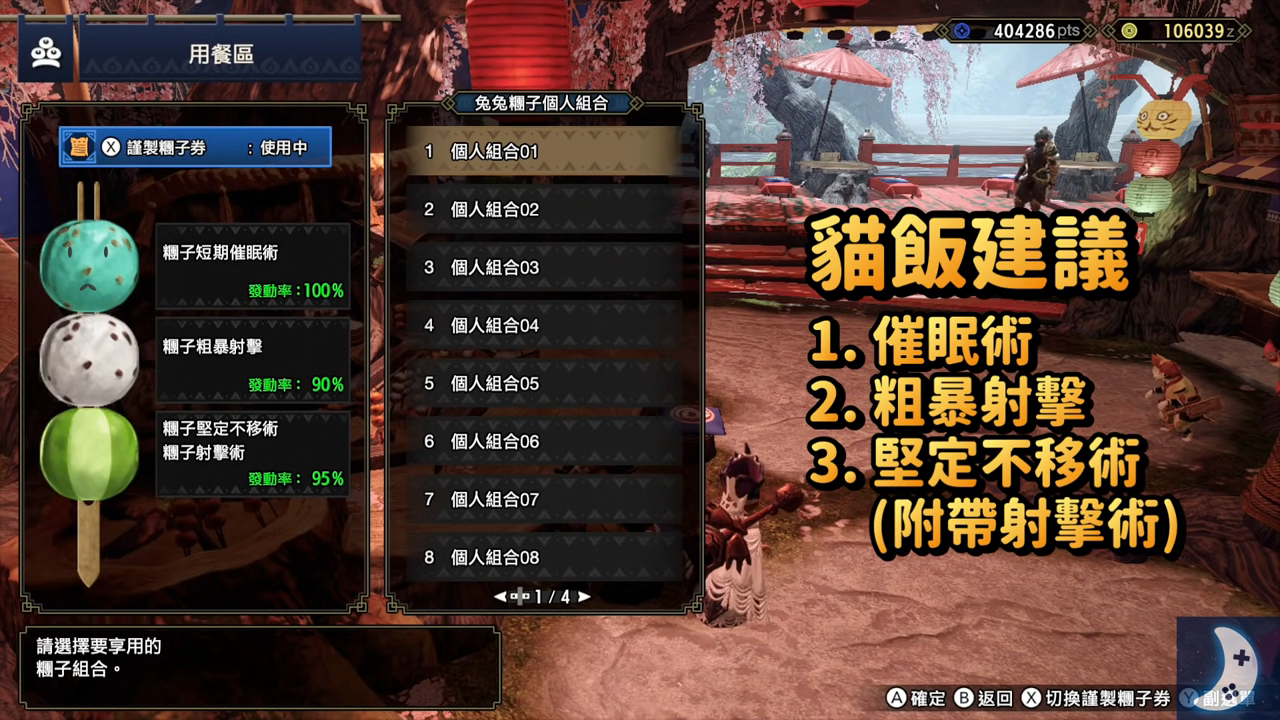 用餐區
404286pts
106039z
X 謹製糰子券 : 使用中
糰子短期催眠術
發動率:100%
糰子粗暴射擊
發動率: 90%
糰子堅定不移術
糰子射擊術
發動率: 95%
兔兔糰子個人組合
1 個人組合01
2 個人組合02
3 個人組合03
4 個人組合04
5 個人組合05
6 個人組合06
7 個人組合07
8 個人組合08
1 / 4
貓飯建議
1. 催眠術
2. 粗暴射擊
3. 堅定不移術
(附帶射擊術)
請選擇要享用的
糰子組合。
A 確定 B 返回 X 切換謹製糰子券 Y 副選單